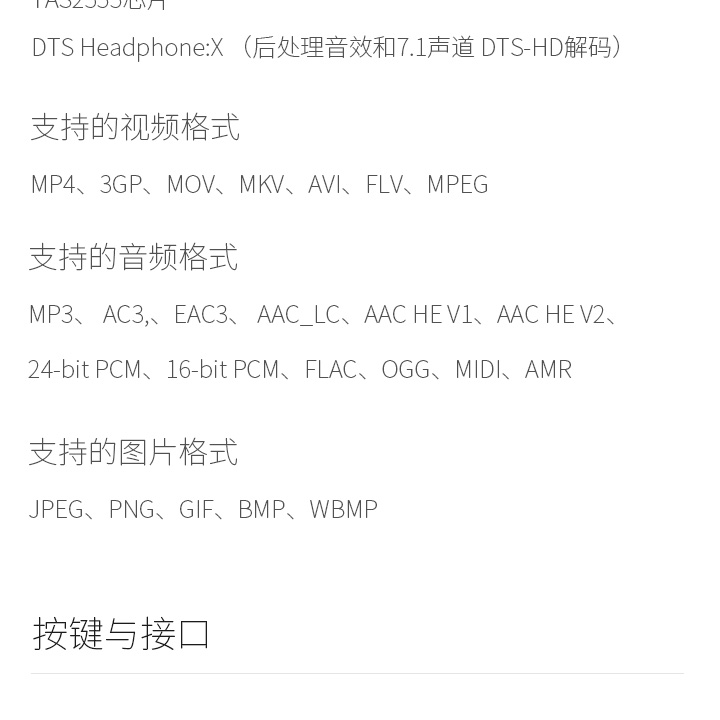 DTS Headphone:X （后处理音效和7.1声道 DTS-HD解码）
支持的视频格式
MP4、3GP、MOV、MKV、AVI、FLV、MPEG
支持的音频格式
MP3、 AC3,、EAC3、 AAC_LC、AAC HE V1、AAC HE V2、
24-bit PCM、16-bit PCM、FLAC、OGG、MIDI、AMR
支持的图片格式
JPEG、PNG、GIF、BMP、WBMP
按键与接口